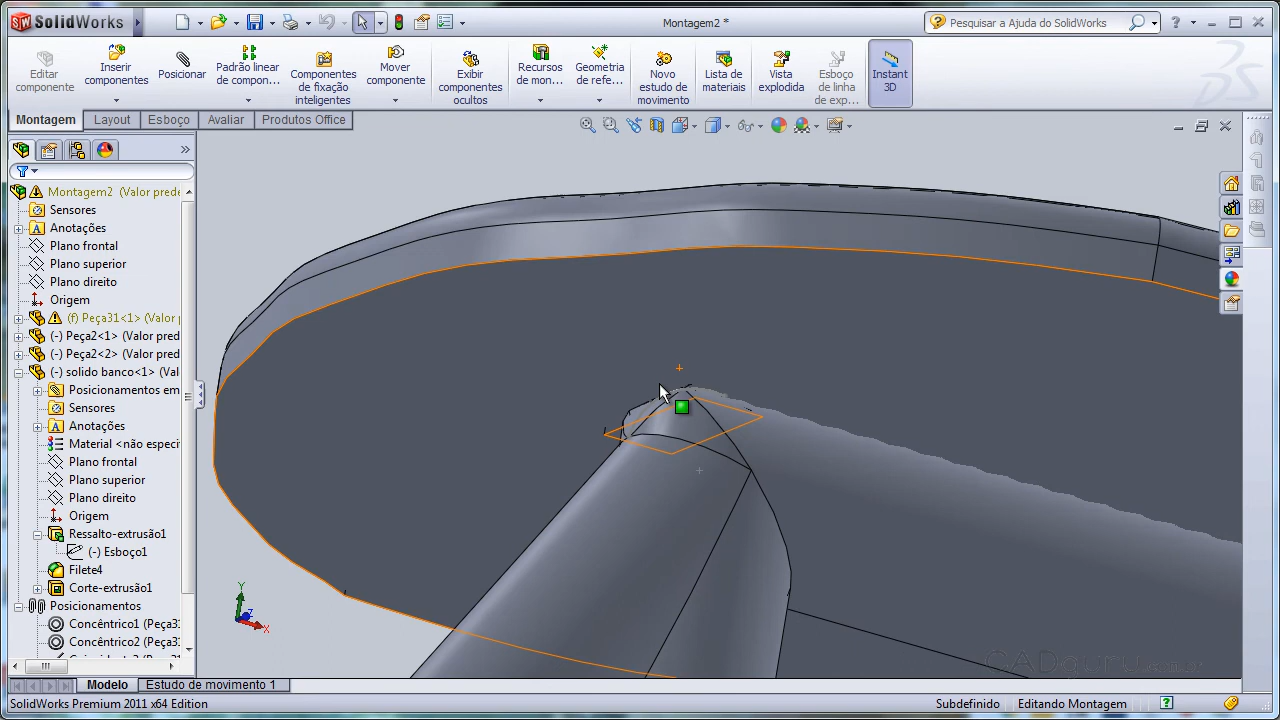 SolidWorks
Montagem2 *
Pesquisar a Ajuda do SolidWorks
Editar
componente
Inserir
componentes
Posicionar
Padrão linear
de compon...
Componentes
de fixação
inteligentes
Mover
componente
Exibir
componentes
ocultos
Recursos
de mon...
Geometria
de refe...
Novo
estudo de
movimento
Lista de
materiais
Vista
explodida
Esboço
de linha
de exp...
Instant
3D
Montagem Layout Esboço Avaliar Produtos Office
Montagem2 (Valor prede
Sensores
Anotações
Plano frontal
Plano superior
Plano direito
Origem
(f) Peça31<1> (Valor p
(-) Peça2<1> (Valor pred
(-) Peça2<2> (Valor pred
(-) solido banco<1> (Val
Posicionamentos em
Sensores
Anotações
Material <não especi
Plano frontal
Plano superior
Plano direito
Origem
Ressalto-extrusão1
(-) Esboço1
Filete4
Corte-extrusão1
Posicionamentos
Concêntrico1 (Peça3
Concêntrico2 (Peça3
Y
Z
X
CADguru
Modelo Estudo de movimento 1
SolidWorks Premium 2011 x64 Edition
Subdefinido Editando Montagem